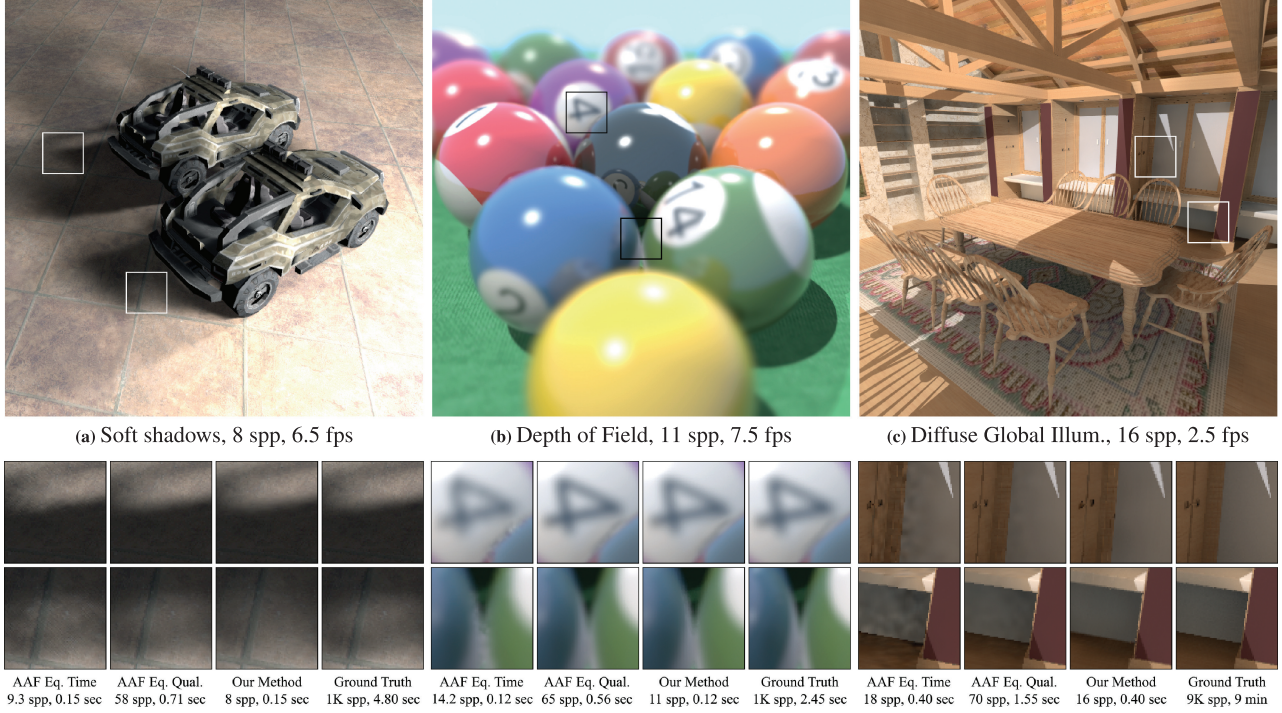 (a) Soft shadows, 8 spp, 6.5 fps
(b) Depth of Field, 11 spp, 7.5 fps
(c) Diffuse Global Illum., 16 spp, 2.5 fps
4
14
4
4
4
4
AAF Eq. Time
9.3 spp, 0.15 sec
AAF Eq. Qual.
58 spp, 0.71 sec
Our Method
8 spp, 0.15 sec
Ground Truth
1K spp, 4.80 sec
AAF Eq. Time
14.2 spp, 0.12 sec
AAF Eq. Qual.
65 spp, 0.56 sec
Our Method
11 spp, 0.12 sec
Ground Truth
1K spp, 2.45 sec
AAF Eq. Time
18 spp, 0.40 sec
AAF Eq. Qual.
70 spp, 1.55 sec
Our Method
16 spp, 0.40 sec
Ground Truth
9K spp, 9 min